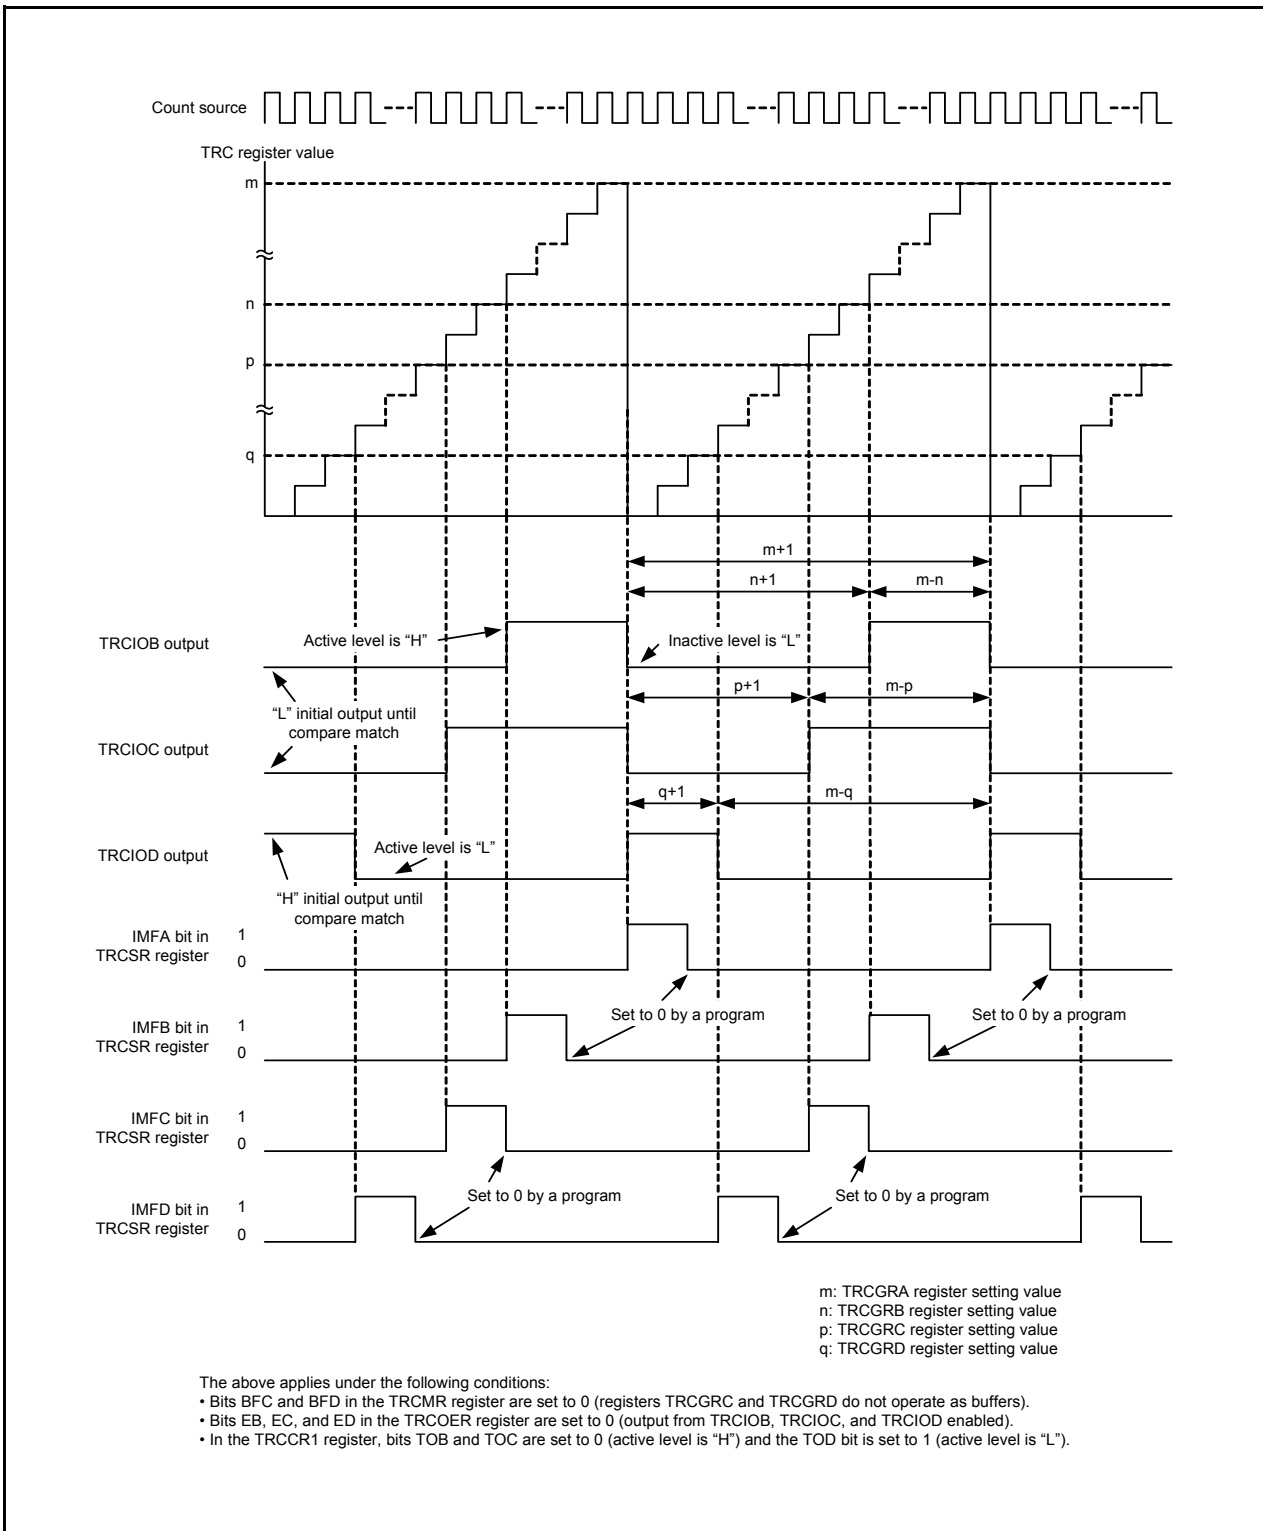 Count source
TRC register value
m
n
p
q
m+1
n+1
m-n
TRCIOB output
Active level is “H”
Inactive level is “L”
p+1
m-p
“L” initial output until
compare match
TRCIOC output
q+1
m-q
TRCIOD output
Active level is “L”
“H” initial output until
compare match
IMFA bit in
TRCSR register
1
0
Set to 0 by a program
Set to 0 by a program
IMFB bit in
TRCSR register
1
0
IMFC bit in
TRCSR register
1
0
Set to 0 by a program
Set to 0 by a program
IMFD bit in
TRCSR register
1
0
m: TRCGRA register setting value
n: TRCGRB register setting value
p: TRCGRC register setting value
q: TRCGRD register setting value
The above applies under the following conditions:
• Bits BFC and BFD in the TRCMR register are set to 0 (registers TRCGRC and TRCGRD do not operate as buffers).
• Bits EB, EC, and ED in the TRCOER register are set to 0 (output from TRCIOB, TRCIOC, and TRCIOD enabled).
• In the TRCCR1 register, bits TOB and TOC are set to 0 (active level is “H”) and the TOD bit is set to 1 (active level is “L”).